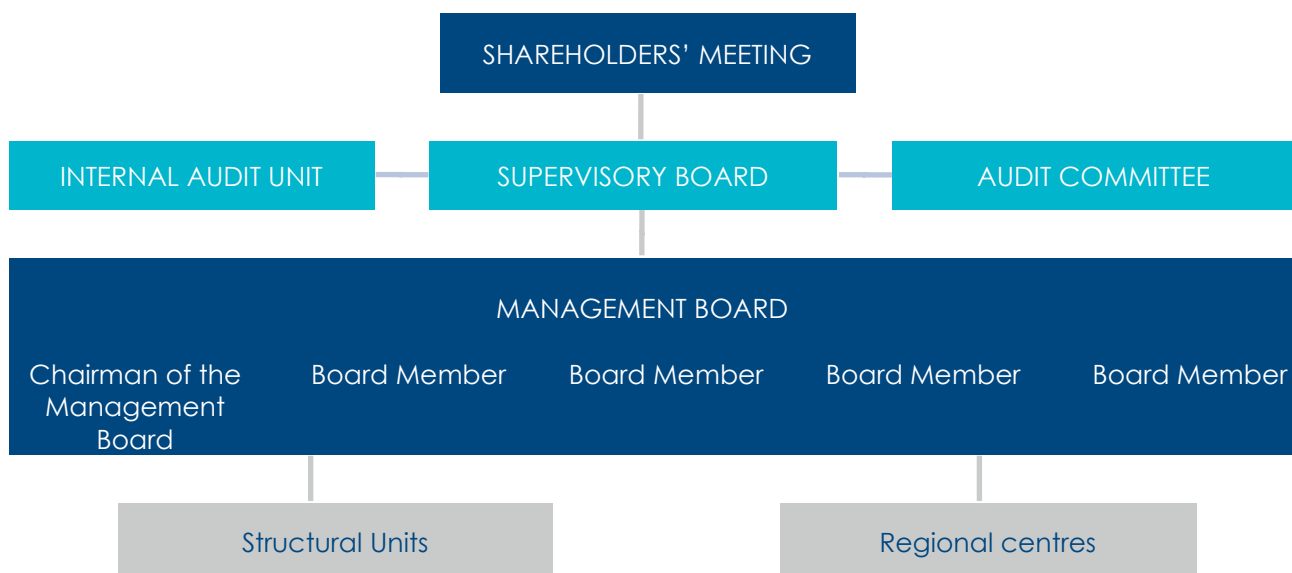 SHAREHOLDERS’ MEETING
INTERNAL AUDIT UNIT
SUPERVISORY BOARD
AUDIT COMMITTEE
MANAGEMENT BOARD
Chairman of the
Management
Board
Board Member
Board Member
Board Member
Board Member
Structural Units
Regional centres